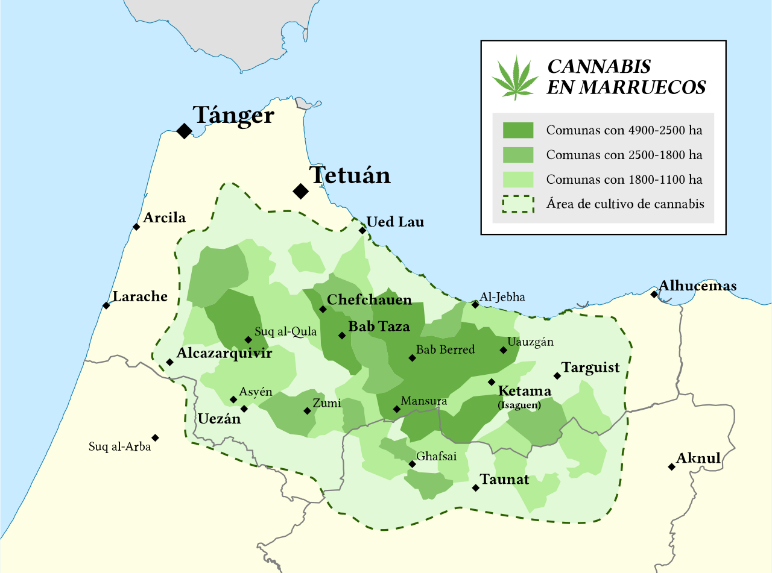 CANNABIS
EN MARRUECOS
Comunas con 4900-2500 ha
Comunas con 2500-1800 ha
Comunas con 1800-1100 ha
Área de cultivo de cannabis
Tánger
Tetuán
Arcila
Ued Lau
Larache
Chefchauen
Al-Jebha
Alhucemas
Suq al-Qula
Bab Taza
Alcazarquivir
Bab Berred
Uauzgán
Targuist
Asyén
Ketama
(Isaguen)
Uezán
Zumi
Mansura
Suq al-Arba
Ghafsai
Aknul
Taunat